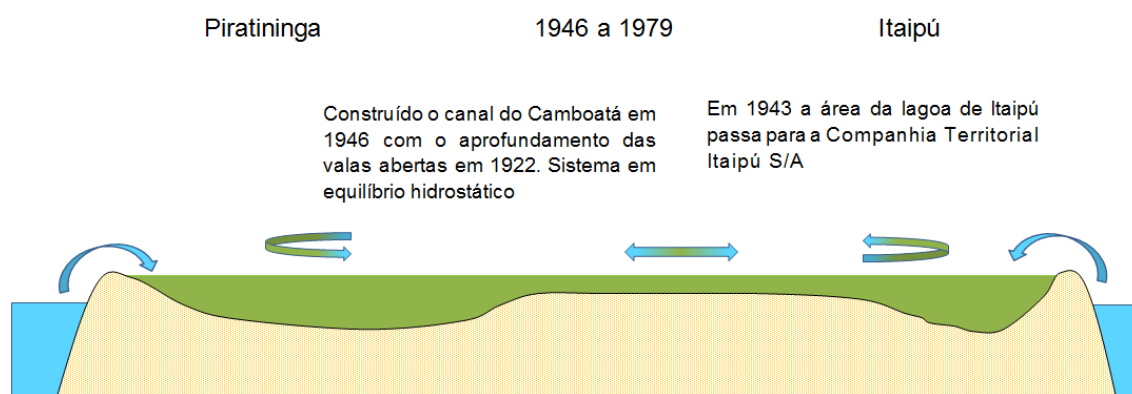 Piratininga
1946 a 1979
Itaipú
Construído o canal do Camboatá em
1946 com o aprofundamento das
valas abertas em 1922. Sistema em
equilíbrio hidrostático
Em 1943 a área da lagoa de Itaipú
passa para a Companhia Territorial
Itaipú S/A